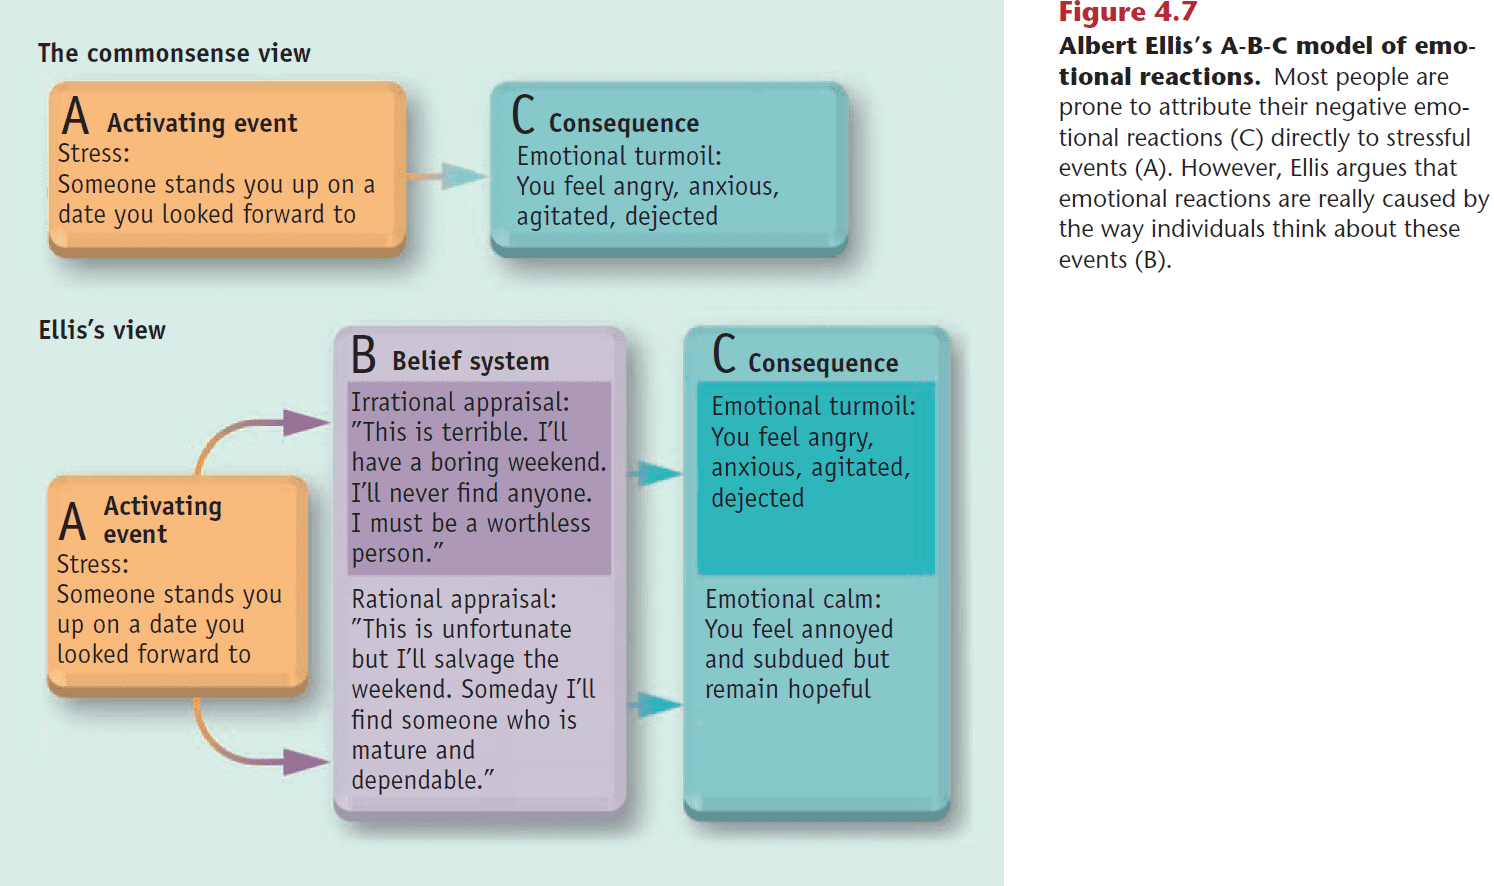 The commonsense view
A Activating event
Stress:
Someone stands you up on a
date you looked forward to
C Consequence
Emotional turmoil:
You feel angry, anxious,
agitated, dejected
Ellis’s view
A Activating
event
Stress:
Someone stands you
up on a date you
looked forward to
B Belief system
Irrational appraisal:
”This is terrible. I’ll
have a boring weekend.
I’ll never find anyone.
I must be a worthless
person.”
Rational appraisal:
”This is unfortunate
but I’ll salvage the
weekend. Someday I’ll
find someone who is
mature and
dependable.”
C Consequence
Emotional turmoil:
You feel angry,
anxious, agitated,
dejected
Emotional calm:
You feel annoyed
and subdued but
remain hopeful
Figure 4.7
Albert Ellis’s A-B-C model of emo-
tional reactions. Most people are
prone to attribute their negative emo-
tional reactions (C) directly to stressful
events (A). However, Ellis argues that
emotional reactions are really caused by
the way individuals think about these
events (B).